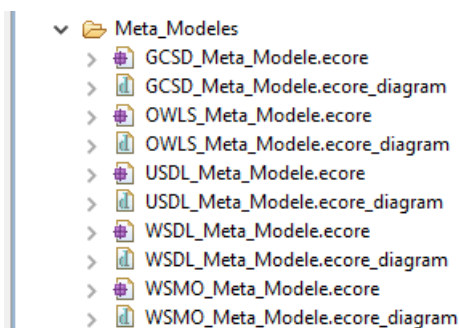 Meta_Modeles
GCSD_Meta_Modele.ecore
GCSD_Meta_Modele.ecore_diagram
OWLS_Meta_Modele.ecore
OWLS_Meta_Modele.ecore_diagram
USDL_Meta_Modele.ecore
USDL_Meta_Modele.ecore_diagram
WSDL_Meta_Modele.ecore
WSDL_Meta_Modele.ecore_diagram
WSMO_Meta_Modele.ecore
WSMO_Meta_Modele.ecore_diagram